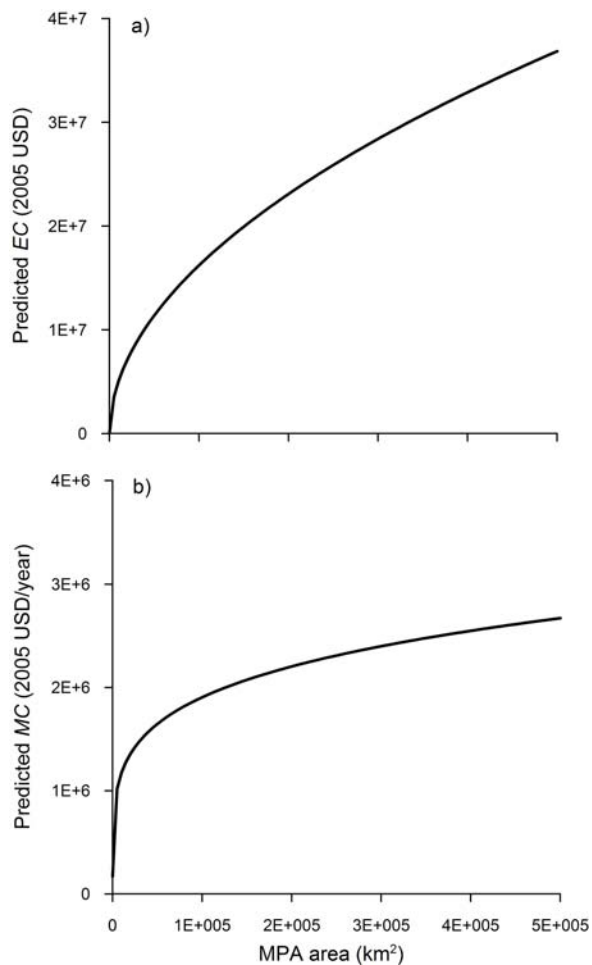 a)
Predicted EC (2005 USD)
4E+7
3E+7
2E+7
1E+7
0
b)
Predicted MC (2005 USD/year)
4E+6
3E+6
2E+6
1E+6
0
0 1E+005 2E+005 3E+005 4E+005 5E+005
MPA area (km²)